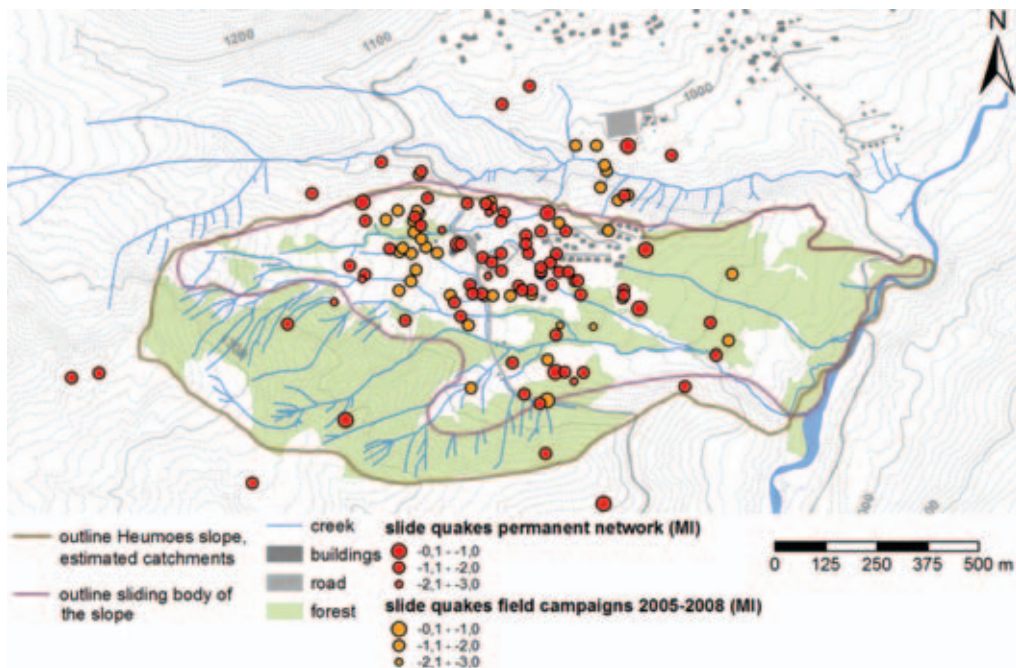 N
1200
1100
1000
outline Heumoes slope,
estimated catchments
outline sliding body of
the slope
creek
buildings
road
forest
slide quakes permanent network (Ml)
-0,1 - -1,0
-1,1 - -2,0
-2,1 - -3,0
slide quakes field campaigns 2005-2008 (Ml)
-0,1 - -1,0
-1,1 - -2,0
-2,1 - -3,0
0 125 250 375 500 m